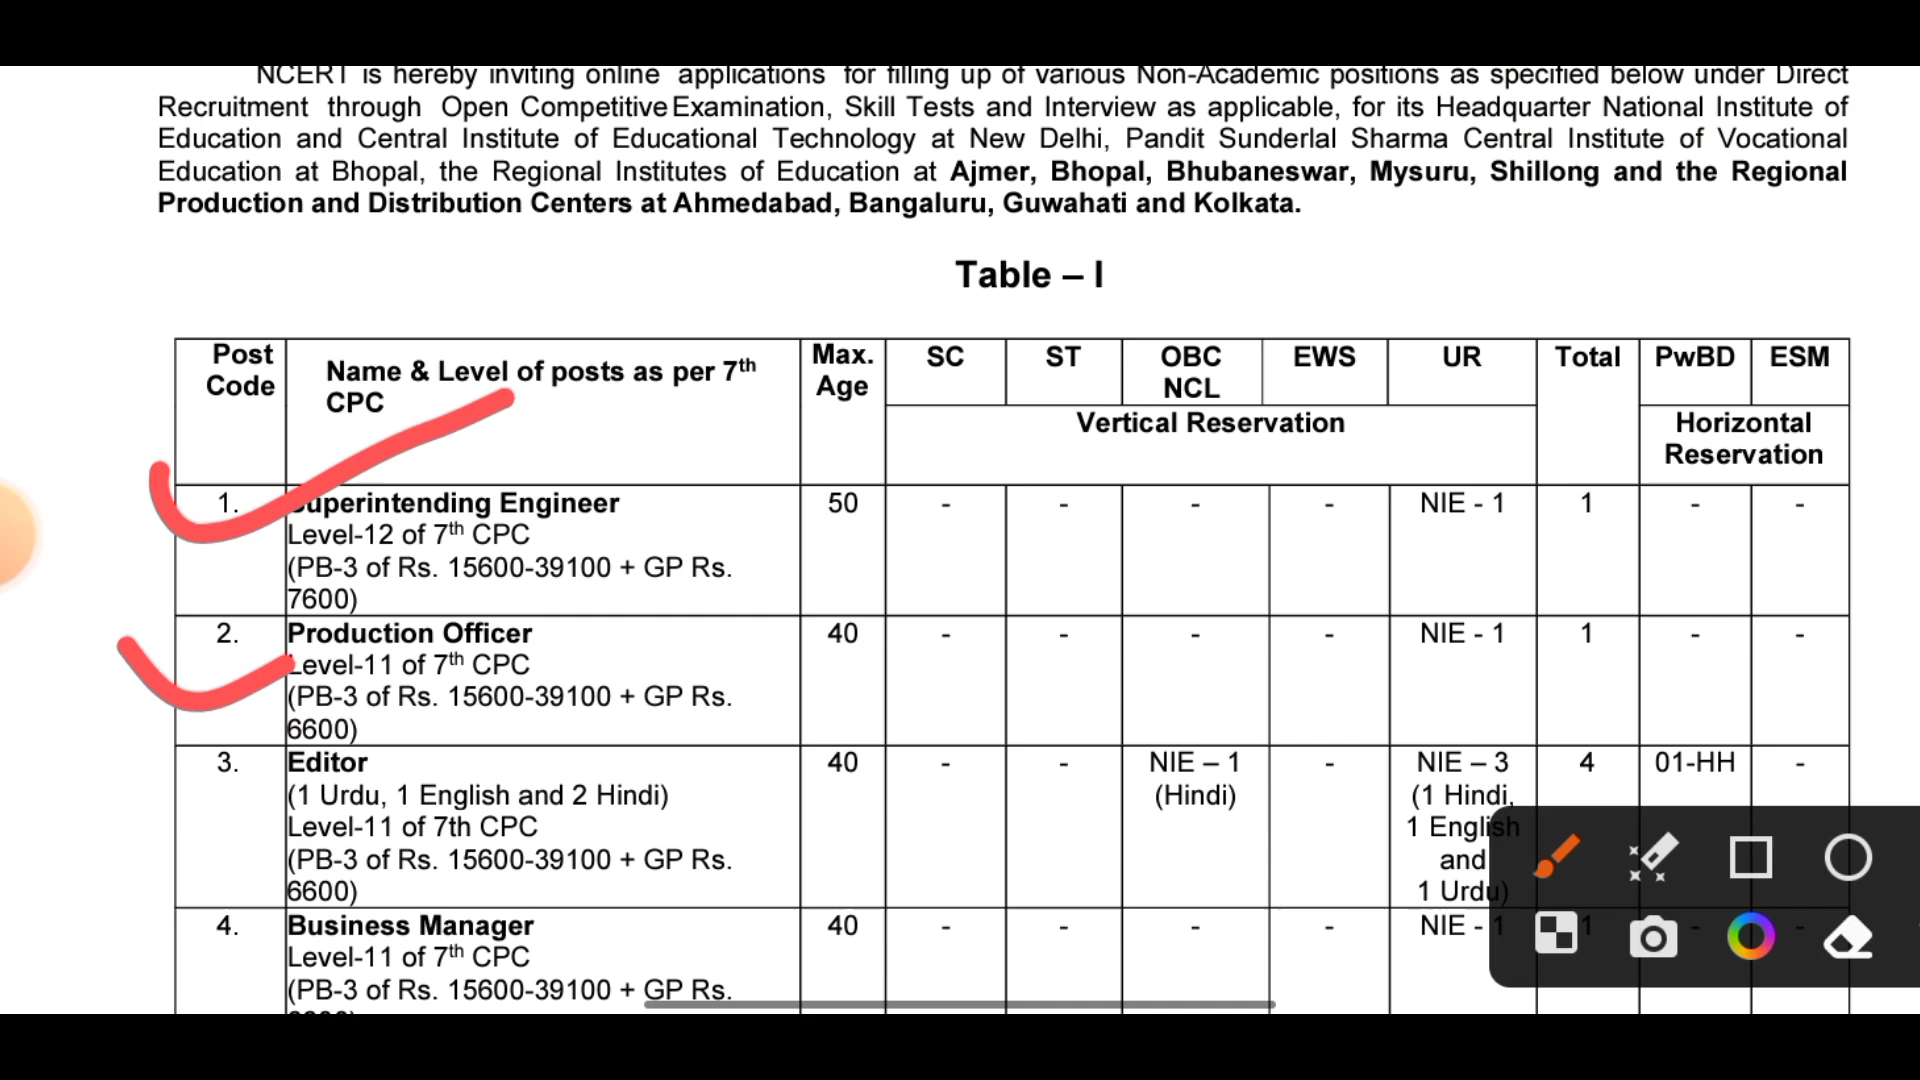 NCERT is hereby inviting online applications for filling up of various Non-Academic positions as specified below under Direct
Recruitment through Open Competitive Examination, Skill Tests and Interview as applicable, for its Headquarter National Institute of
Education and Central Institute of Educational Technology at New Delhi, Pandit Sunderlal Sharma Central Institute of Vocational
Education at Bhopal, the Regional Institutes of Education at Ajmer, Bhopal, Bhubaneswar, Mysuru, Shillong and the Regional
Production and Distribution Centers at Ahmedabad, Bangaluru, Guwahati and Kolkata.
Table – I
Post Code | Name & Level of posts as per 7th CPC | Max. Age | SC | ST | OBC NCL | EWS | UR | Total | PwBD | ESM
Vertical Reservation | Horizontal Reservation
1. | Superintending Engineer | 50 | - | - | - | - | NIE - 1 | 1 | - | -
Level-12 of 7th CPC
(PB-3 of Rs. 15600-39100 + GP Rs.
7600)
2. | Production Officer | 40 | - | - | - | - | NIE - 1 | 1 | - | -
Level-11 of 7th CPC
(PB-3 of Rs. 15600-39100 + GP Rs.
6600)
3. | Editor | 40 | - | - | NIE – 1 | - | NIE – 3 | 4 | 01-HH | -
(1 Urdu, 1 English and 2 Hindi) | (Hindi) | (1 Hindi,
Level-11 of 7th CPC | 1 English
(PB-3 of Rs. 15600-39100 + GP Rs. | and
6600) | 1 Urdu)
4. | Business Manager | 40 | - | - | - | - | NIE - 1 | 1 | - | -
Level-11 of 7th CPC
(PB-3 of Rs. 15600-39100 + GP Rs.